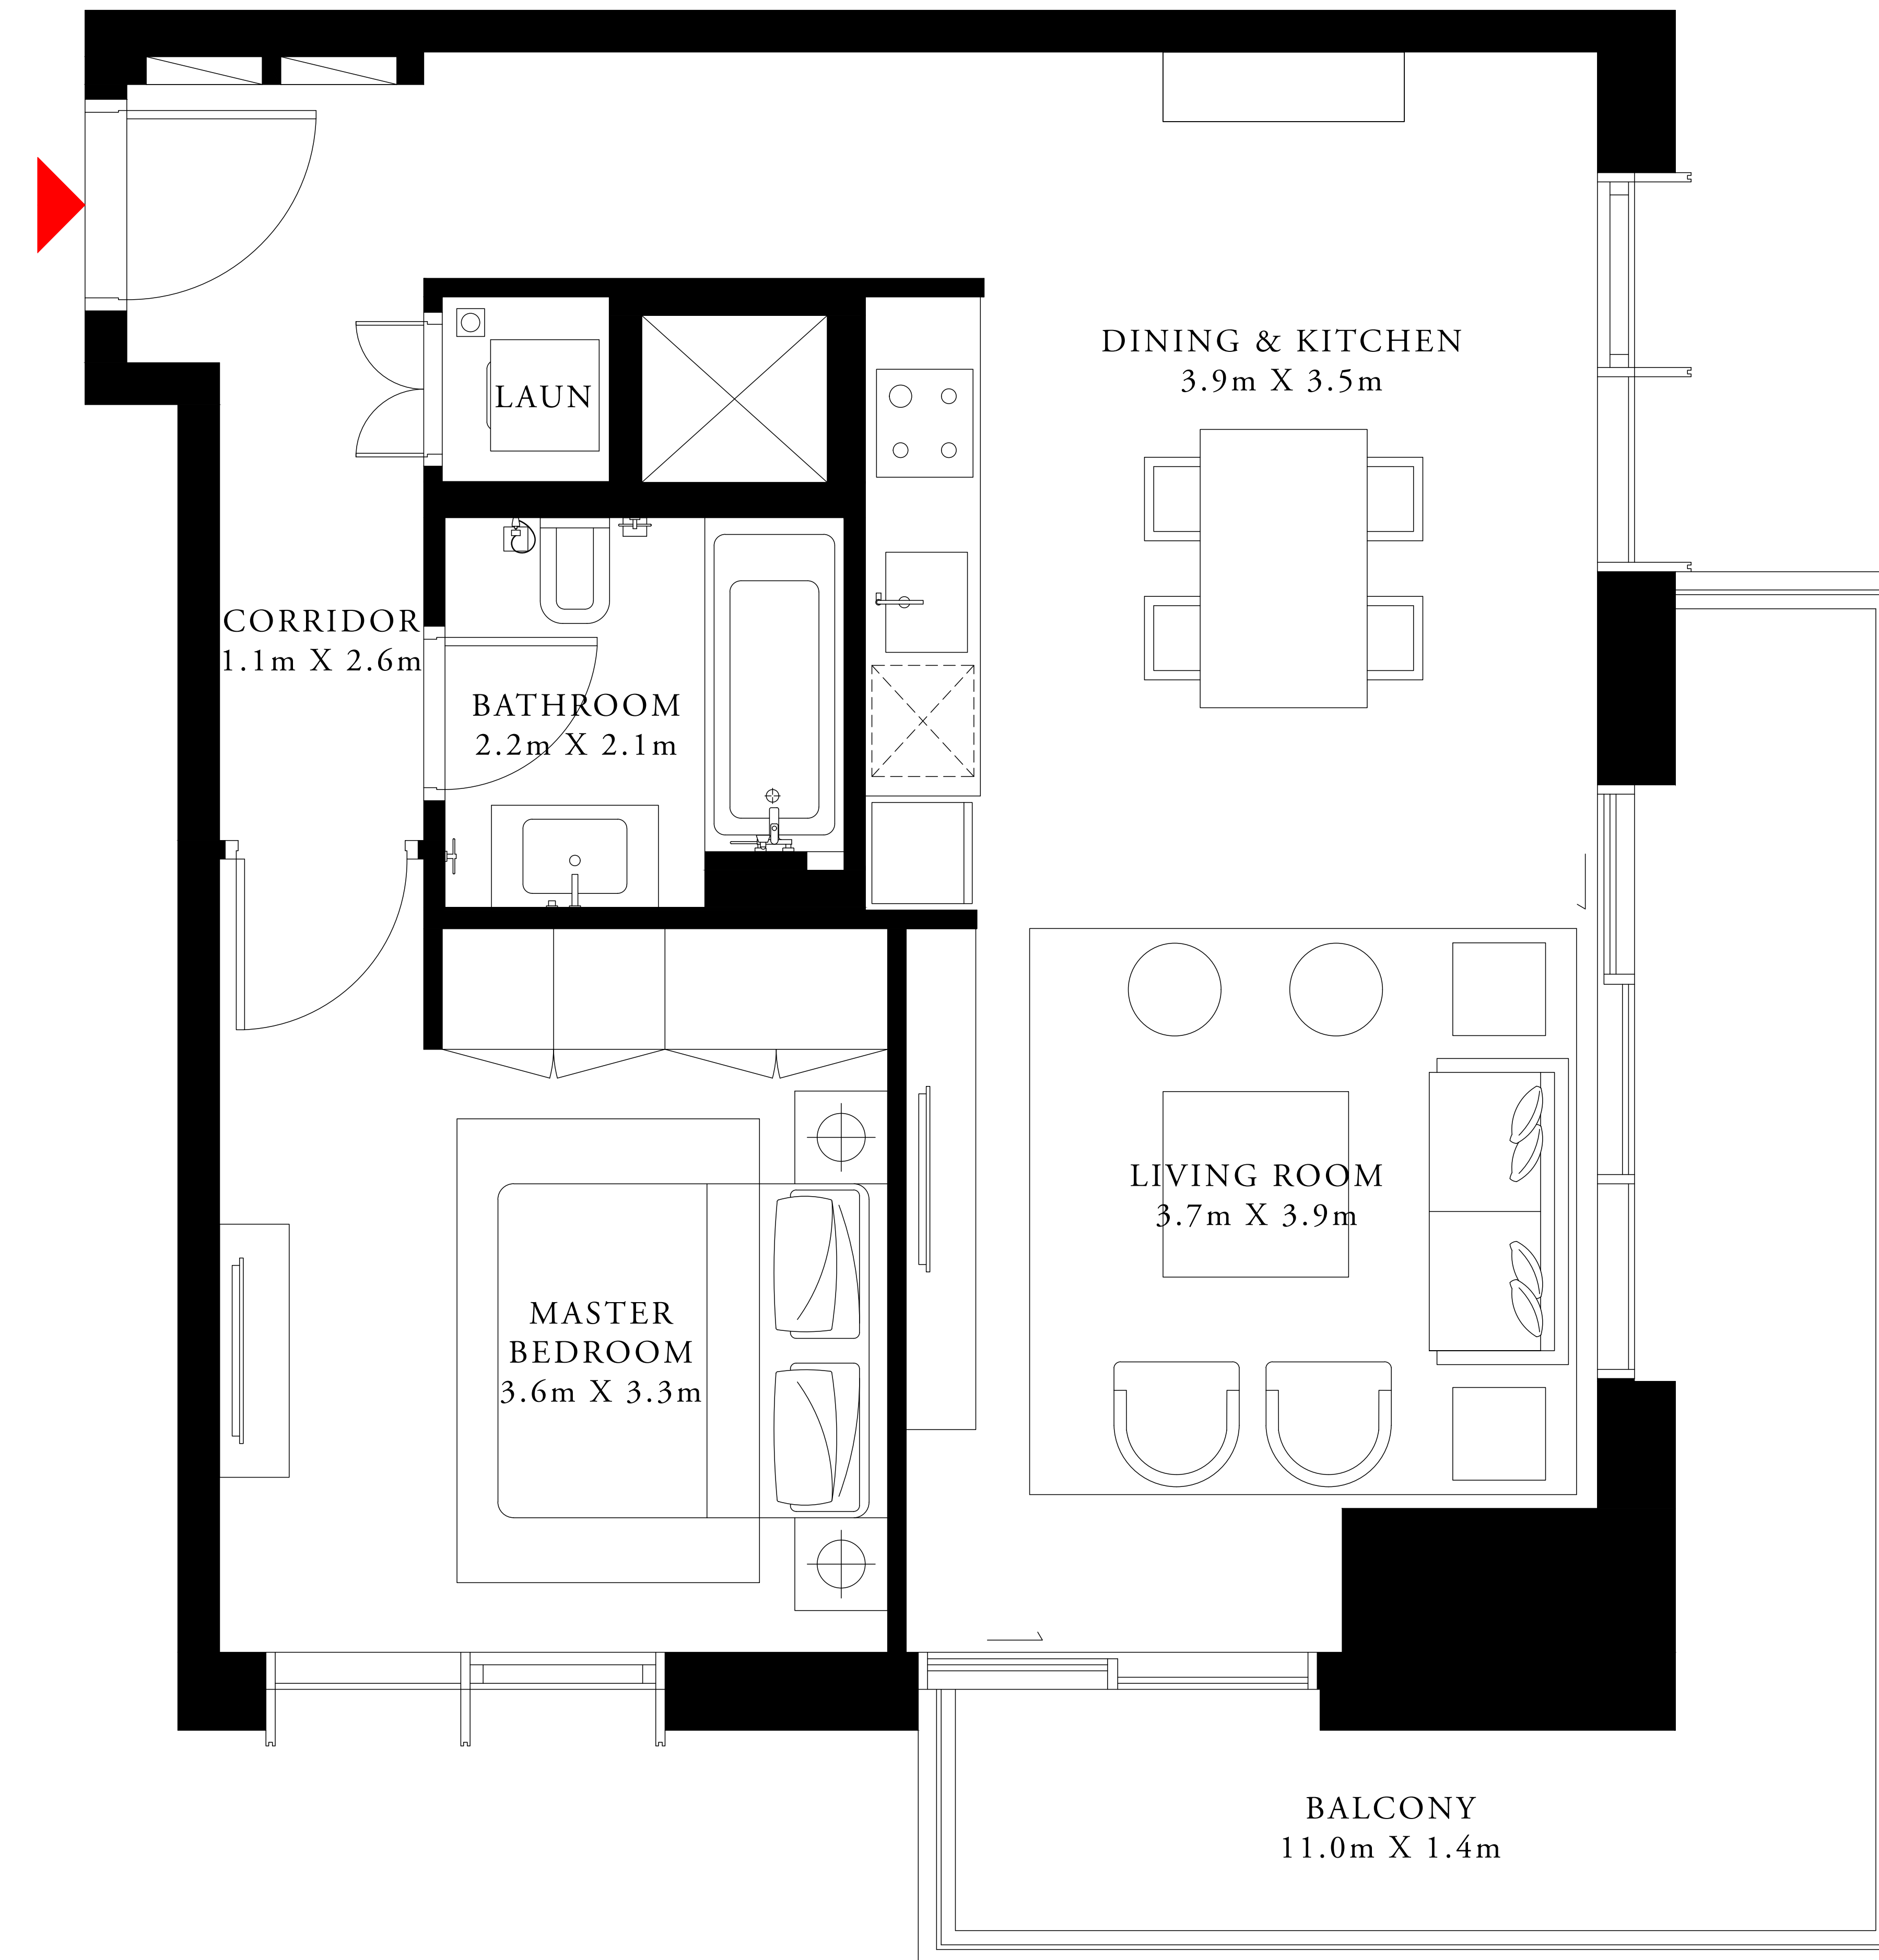 DINING & KITCHEN
3.9m X 3.5m
LAUN
CORRIDOR
1.1m X 2.6m
BATHROOM
2.2m X 2.1m
LIVING ROOM
3.7m X 3.9m
MASTER
BEDROOM
3.6m X 3.3m
BALCONY
11.0m X 1.4m